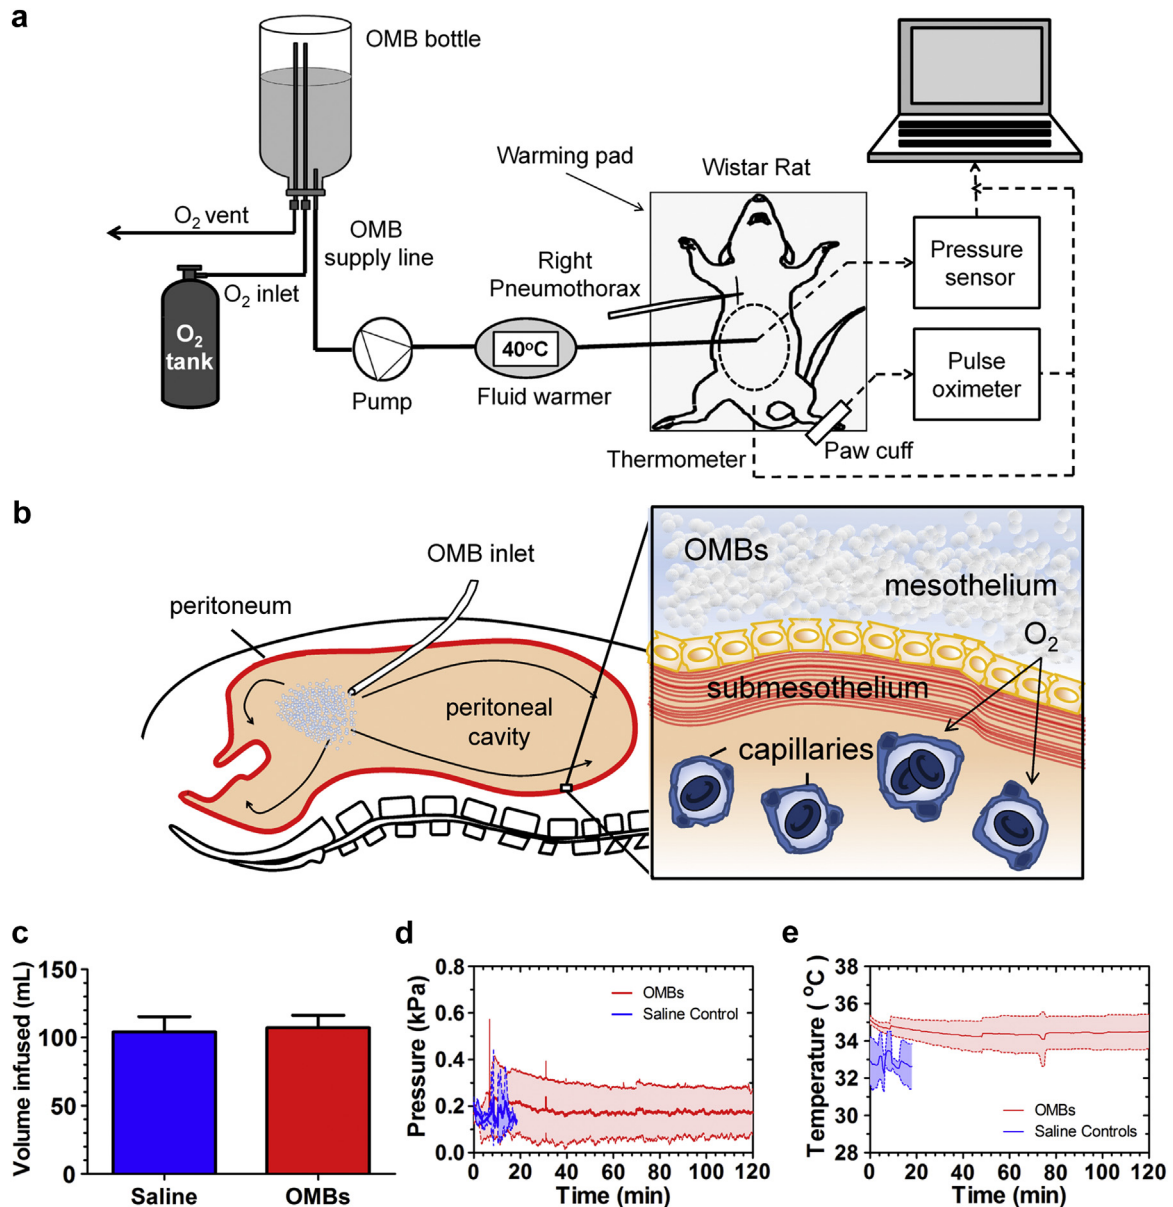 a
OMB bottle
O2 vent
OMB
supply line
O2 inlet
O2
tank
Pump
40°C
Fluid warmer
Right
Pneumothorax
Warming pad
Wistar Rat
Pressure
sensor
Pulse
oximeter
Paw cuff
Thermometer
b
OMB inlet
peritoneum
peritoneal
cavity
OMBs
mesothelium
O2
submesothelium
capillaries
c
Volume infused (mL)
150
100
50
0
Saline
OMBs
d
Pressure (kPa)
0.8
0.6
0.4
0.2
0.0
OMBs
Saline Control
0 20 40 60 80 100 120
Time (min)
e
Temperature (°C)
38
36
34
32
30
28
OMBs
Saline Controls
0 20 40 60 80 100 120
Time (min)